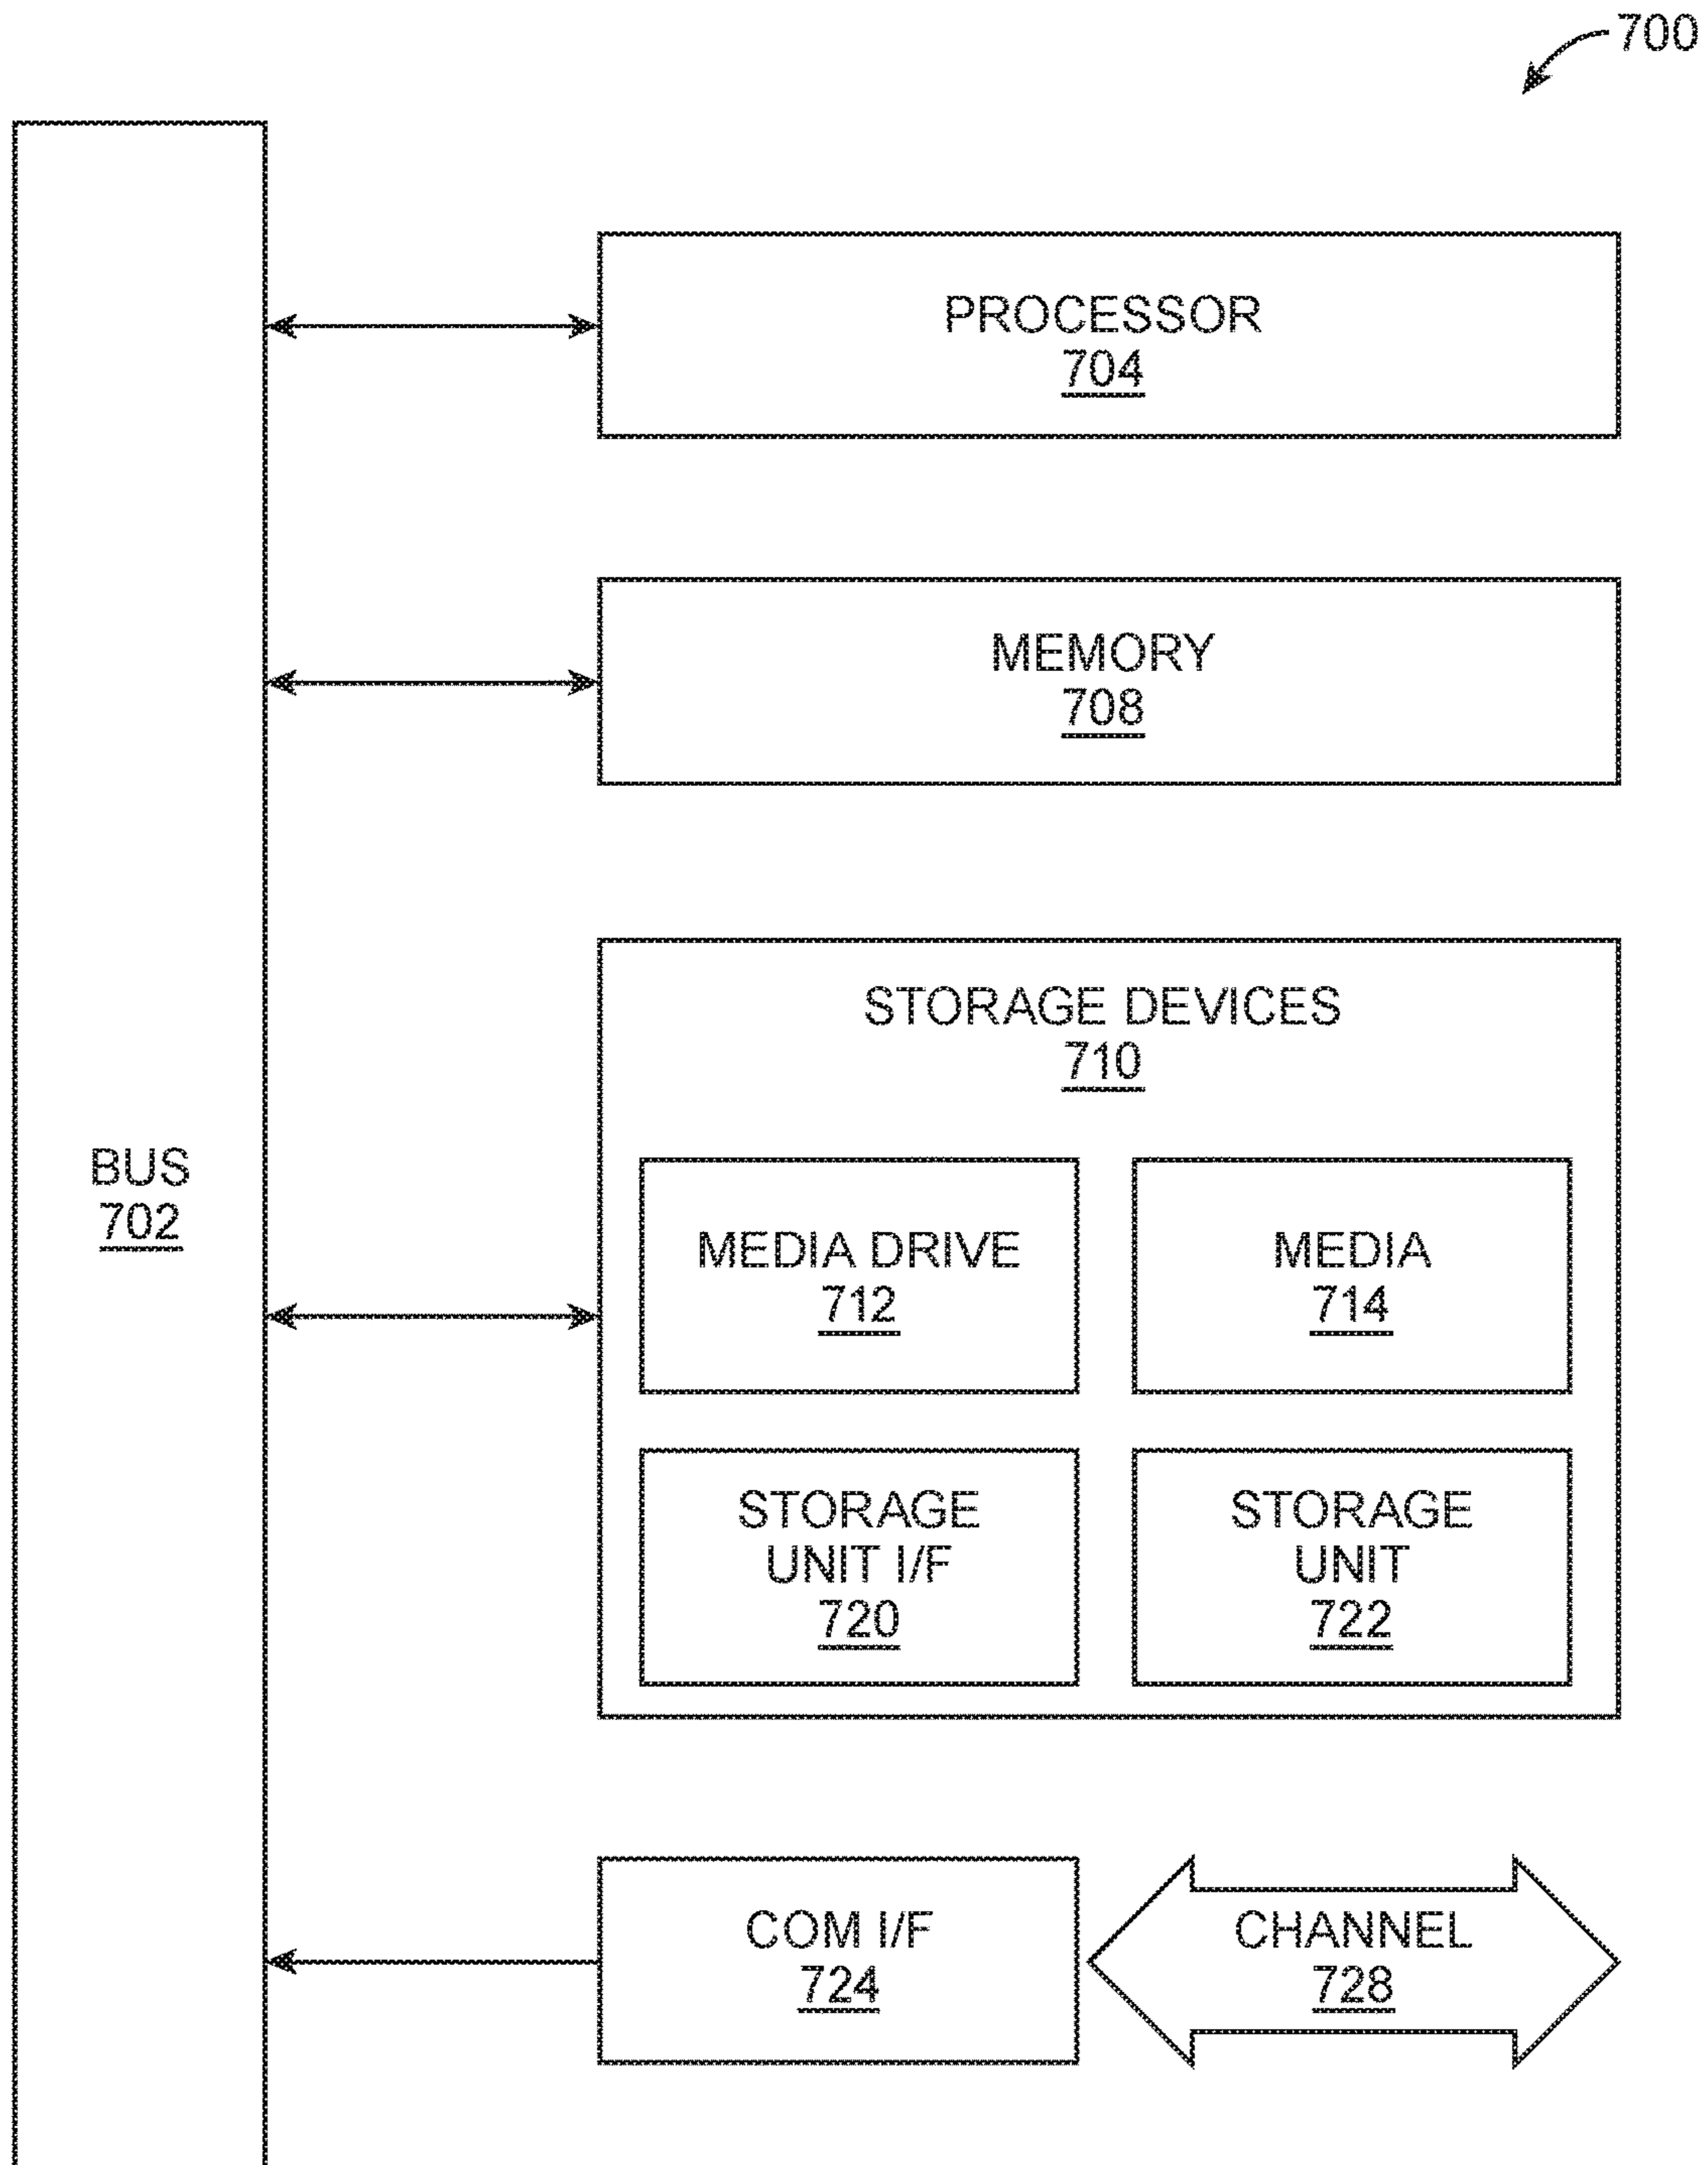 700
PROCESSOR
704
MEMORY
708
STORAGE DEVICES
710
BUS
702
MEDIA DRIVE
712
MEDIA
714
STORAGE
UNIT I/F
720
STORAGE
UNIT
722
COM I/F
724
CHANNEL
728